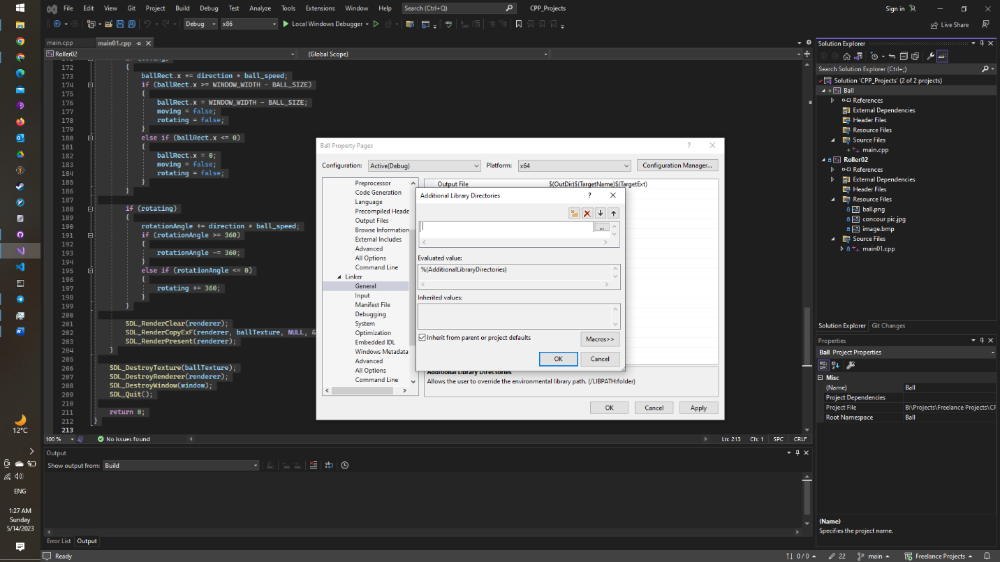 File Edit View Git Project Build Debug Test Analyze Tools Extensions Window Help Search (Ctrl+Q) CPP_Projects Sign in
Debug x86 Local Windows Debugger Live Share
main.cpp main01.cpp
Roller02 (Global Scope)
172 {
173 ballRect.x += direction * ball_speed;
174 if (ballRect.x >= WINDOW_WIDTH - BALL_SIZE)
175 {
176 ballRect.x = WINDOW_WIDTH - BALL_SIZE;
177 moving = false;
178 rotating = false;
179 }
180 else if (ballRect.x <= 0)
181 {
182 ballRect.x = 0;
183 moving = false;
184 rotating = false;
185 }
186 }
187
188 if (rotating)
189 {
190 rotationAngle += direction * ball_speed;
191 if (rotationAngle >= 360)
192 {
193 rotationAngle -= 360;
194 }
195 else if (rotationAngle <= 0)
196 {
197 rotating += 360;
198 }
199 }
200
201 SDL_RenderClear(renderer);
202 SDL_RenderCopyExF(renderer, ballTexture, NULL, &
203 SDL_RenderPresent(renderer);
204 }
205
206 SDL_DestroyTexture(ballTexture);
207 SDL_DestroyRenderer(renderer);
208 SDL_DestroyWindow(window);
209 SDL_Quit();
210
211 return 0;
212 }
213
100 % No issues found Ln: 213 Ch: 1 SPC CRLF
Ball Property Pages ?
Configuration: Active(Debug) Platform: x64 Configuration Manager...
Preprocessor
Code Generation
Language
Precompiled Heade
Output Files
Browse Information
External Includes
Advanced
All Options
Command Line
Linker
General
Input
Manifest File
Debugging
System
Optimization
Embedded IDL
Windows Metadata
Advanced
All Options
Command Line
Output File $(OutDir)$(TargetName)$(TargetExt)
Additional Library Directories ?
...
Evaluated value:
%(AdditionalLibraryDirectories)
Inherited values:
Inherit from parent or project defaults Macros>>
OK Cancel
Additional Library Directories
Allows the user to override the environmental library path. (/LIBPATH:folder)
OK Cancel Apply
Solution Explorer
Search Solution Explorer (Ctrl+;)
Solution 'CPP_Projects' (2 of 2 projects)
Ball
References
External Dependencies
Header Files
Resource Files
Source Files
main.cpp
Roller02
References
External Dependencies
Header Files
Resource Files
ball.png
concour pic.jpg
image.bmp
Source Files
main01.cpp
Solution Explorer Git Changes
Properties
Ball Project Properties
Misc
(Name) Ball
Project Dependencies
Project File B:\Projects\Freelance Projects\CF
Root Namespace Ball
(Name)
Specifies the project name.
Output
Show output from: Build
Error List Output
Ready 0 / 0 22 main Freelance Projects
12°C
ENG
1:27 AM
Sunday
5/14/2023